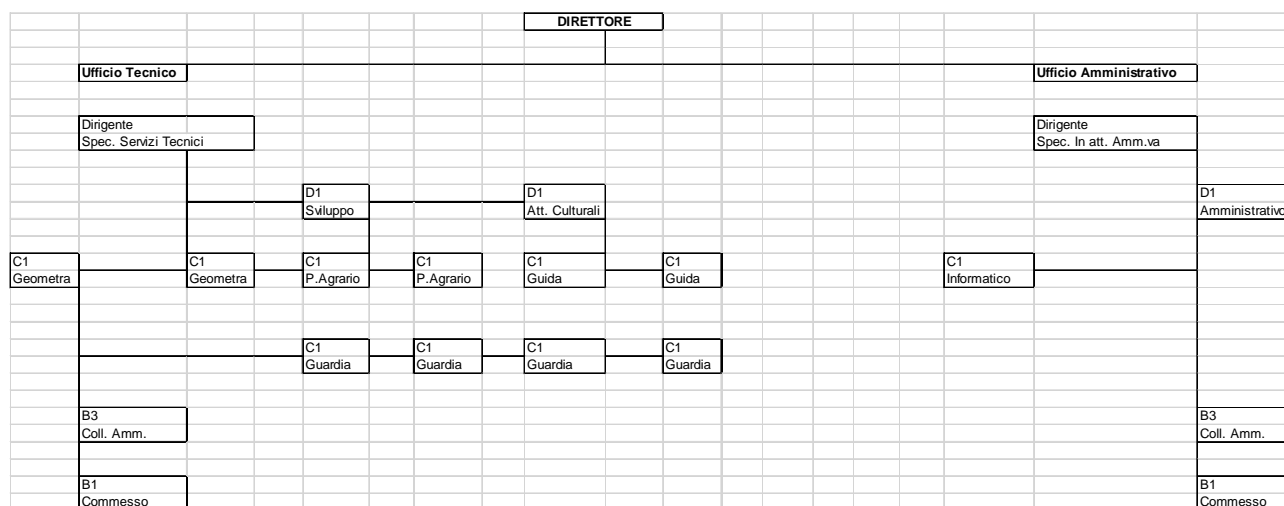 DIRETTORE
Ufficio Tecnico
Ufficio Amministrativo
Dirigente
Spec. Servizi Tecnici
Dirigente
Spec. In att. Amm.va
D1
Sviluppo
D1
Att. Culturali
D1
Amministrativo
C1
Geometra
C1
Geometra
C1
P.Agrario
C1
P.Agrario
C1
Guida
C1
Guida
C1
Informatico
C1
Guardia
C1
Guardia
C1
Guardia
C1
Guardia
B3
Coll. Amm.
B3
Coll. Amm.
B1
Commesso
B1
Commesso